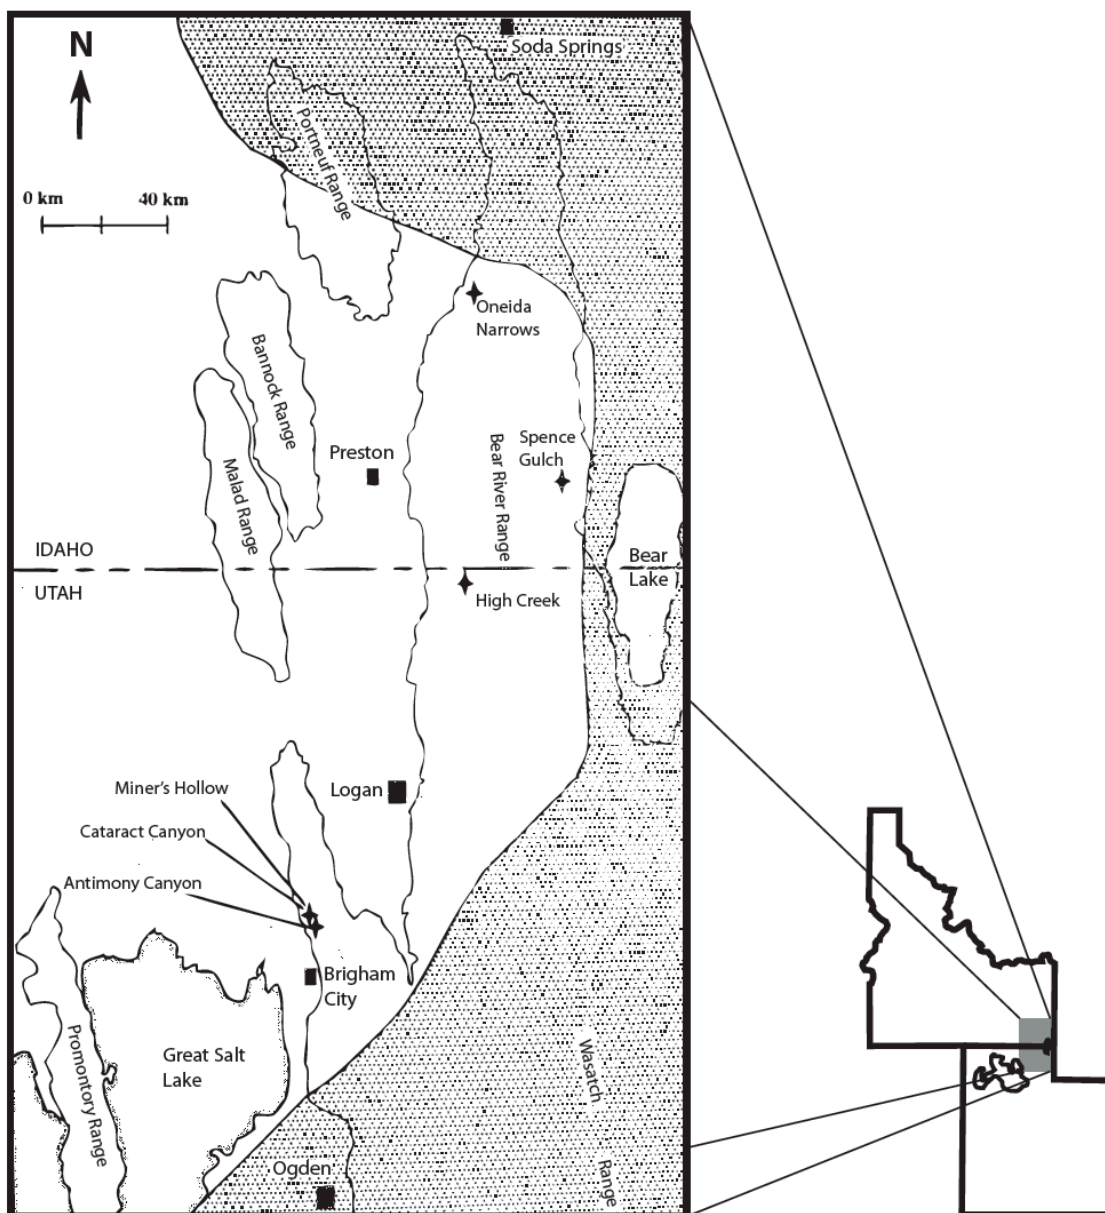 N
Soda Springs
Portneuf Range
0 km
40 km
Oneida
Narrows
Bannock Range
Malad Range
Preston
Bear River Range
Spence
Gulch
IDAHO
UTAH
Bear
Lake
High Creek
Miner's Hollow
Logan
Cataract Canyon
Antimony Canyon
Brigham
City
Great Salt
Lake
Promontory Range
Wasatch
Range
Ogden